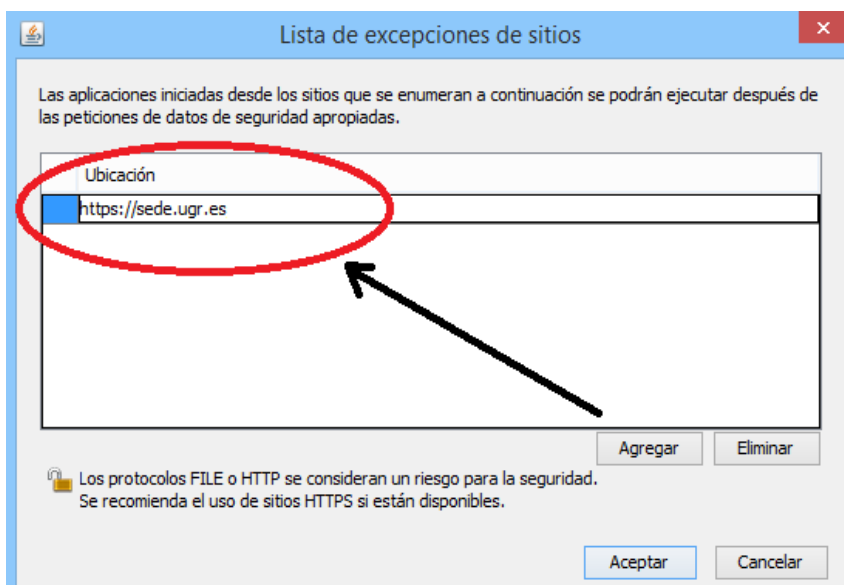 Lista de excepciones de sitios
Las aplicaciones iniciadas desde los sitios que se enumeran a continuación se podrán ejecutar después de
las peticiones de datos de seguridad apropiadas.
Ubicación
https://sede.ugr.es
Agregar
Eliminar
Los protocolos FILE o HTTP se consideran un riesgo para la seguridad.
Se recomienda el uso de sitios HTTPS si están disponibles.
Aceptar
Cancelar